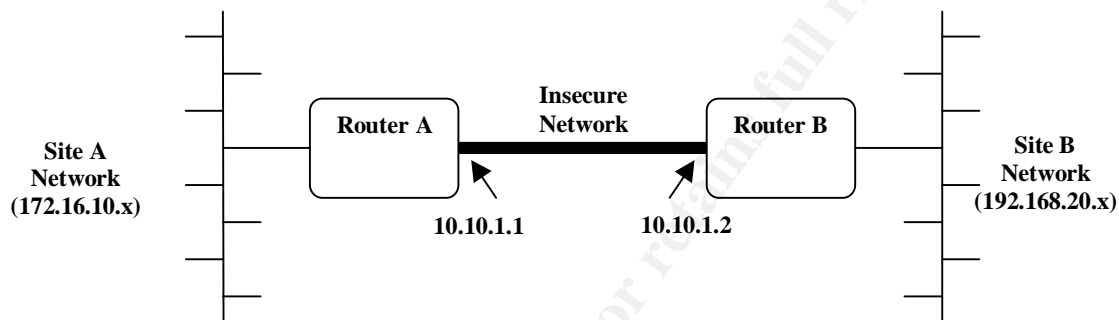 Insecure
Network
Router A
Router B
Site A
Network
(172.16.10.x)
Site B
Network
(192.168.20.x)
10.10.1.1
10.10.1.2